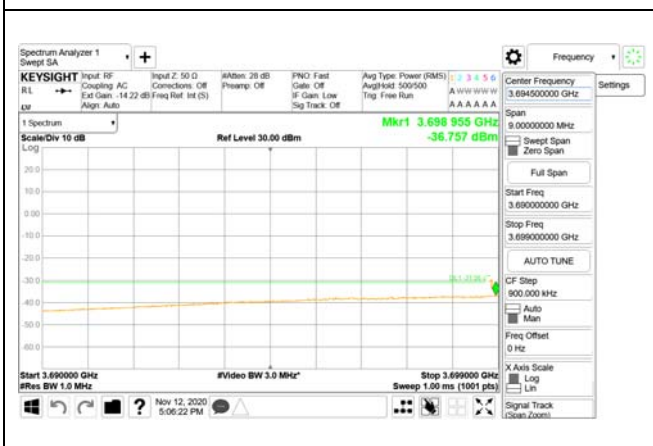 Spectrum Analyzer 1
Swept SA
Frequency
Settings
KEYSIGHT
RL
Input: RF
Coupling: AC
Ext Gain: -14.22 dB
Align: Auto
Input Z: 50 Ω
Corrections: Off
Freq Ref: Int (S)
#Atten: 28 dB
Preamp: Off
PNO: Fast
Gate: Off
IF Gain: Low
Sig Track: Off
Avg Type: Power (RMS)
Avg|Hold: 500/500
Trig: Free Run
1 2 3 4 5 6
A W W W W W
A A A A A A
1 Spectrum
Scale/Div 10 dB
Log
Ref Level 30.00 dBm
Mkr1 3.698 955 GHz
-36.757 dBm
20.0
10.0
0.00
-10.0
-20.0
-30.0
-40.0
-50.0
-60.0
Start 3.690000 GHz
#Res BW 1.0 MHz
#Video BW 3.0 MHz*
Stop 3.699000 GHz
Sweep 1.00 ms (1001 pts)
Nov 12, 2020
5:06:22 PM
Center Frequency
3.694500000 GHz
Span
9.00000000 MHz
Swept Span
Zero Span
Full Span
Start Freq
3.690000000 GHz
Stop Freq
3.699000000 GHz
AUTO TUNE
CF Step
900.000 kHz
Auto
Man
Freq Offset
0 Hz
X Axis Scale
Log
Lin
Signal Track
(Span Zoom)